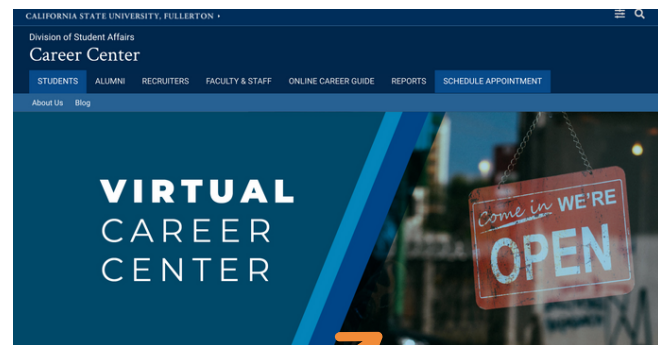 CALIFORNIA STATE UNIVERSITY, FULLERTON
Division of Student Affairs
Career Center
STUDENTS ALUMNI RECRUITERS FACULTY & STAFF ONLINE CAREER GUIDE REPORTS SCHEDULE APPOINTMENT
About Us Blog
VIRTUAL
CAREER
CENTER
Come in WE'RE
OPEN